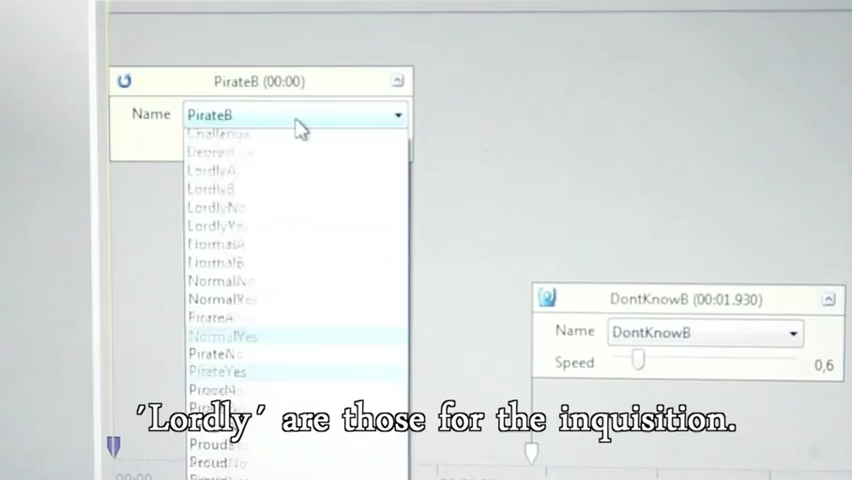 PirateB (00:00)
Name PirateB
Challenge
LordlyA
LordlyB
LordlyNo
LordlyYes
NormalA
NormalB
NormalNo
NormalYes
PirateA
NormalYes
PirateNo
PirateYes
DontKnowB (00:01.930)
Name DontKnowB
Speed 0,6
'Lordly' are those for the inquisition.
ProudNo